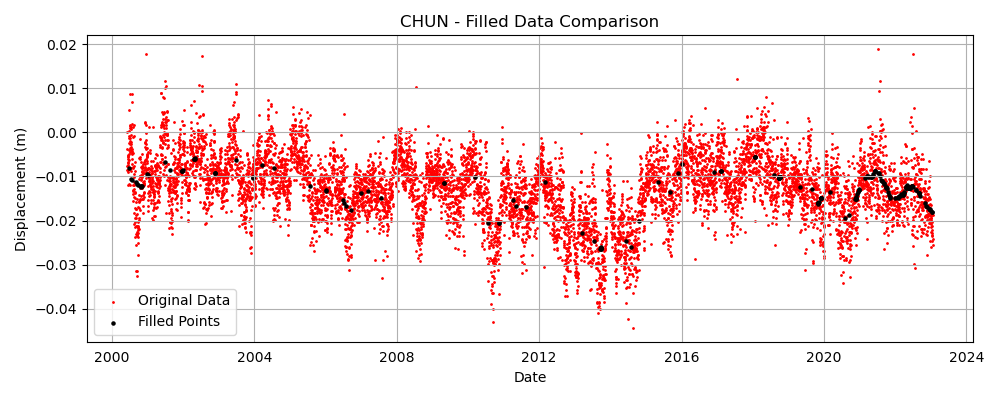 CHUN - Filled Data Comparison
Displacement (m)
0.02
0.01
0.00
−0.01
−0.02
−0.03
−0.04
Original Data
Filled Points
2000
2004
2008
2012
2016
2020
2024
Date